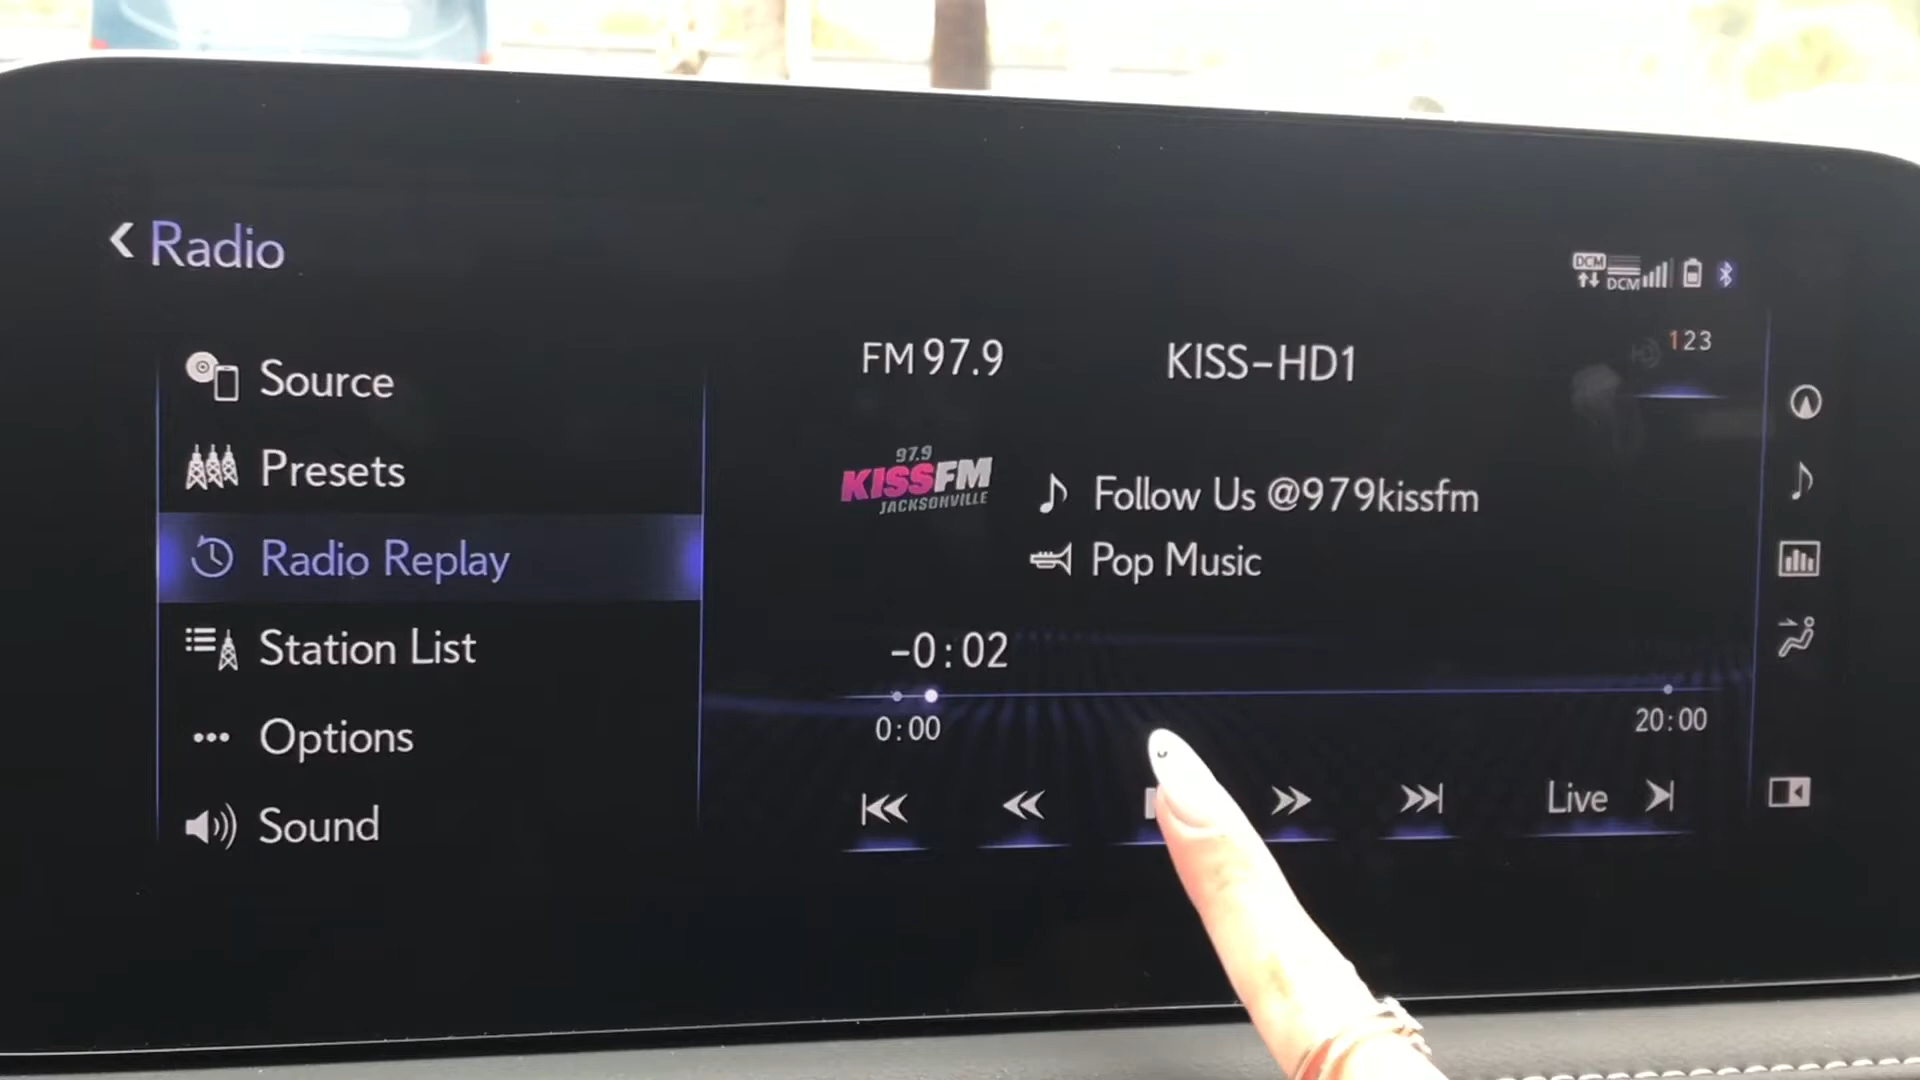 Radio
DCM
DCM
Source
Presets
Radio Replay
Station List
Options
Sound
FM 97.9
KISS-HD1
123
97.9
KISSFM
JACKSONVILLE
Follow Us @979kissfm
Pop Music
-0:02
0:00
20:00
Live